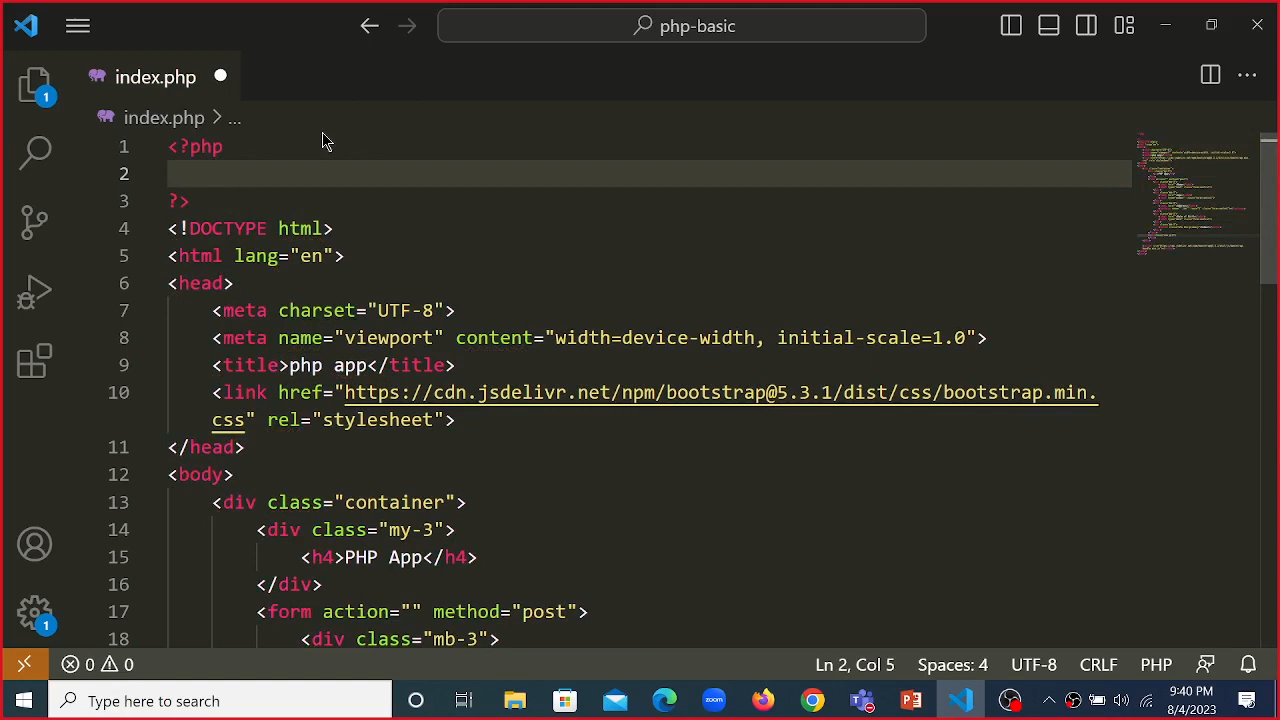 php-basic
index.php
1
index.php > ...
1 <?php
2
3 ?>
4 <!DOCTYPE html>
5 <html lang="en">
6 <head>
7 <meta charset="UTF-8">
8 <meta name="viewport" content="width=device-width, initial-scale=1.0">
9 <title>php app</title>
10 <link href="https://cdn.jsdelivr.net/npm/bootstrap@5.3.1/dist/css/bootstrap.min.
css" rel="stylesheet">
11 </head>
12 <body>
13 <div class="container">
14 <div class="my-3">
15 <h4>PHP App</h4>
16 </div>
17 <form action="" method="post">
18 <div class="mb-3">
1
0 0 Ln 2, Col 5 Spaces: 4 UTF-8 CRLF PHP
Type here to search
zoom
9:40 PM
8/4/2023